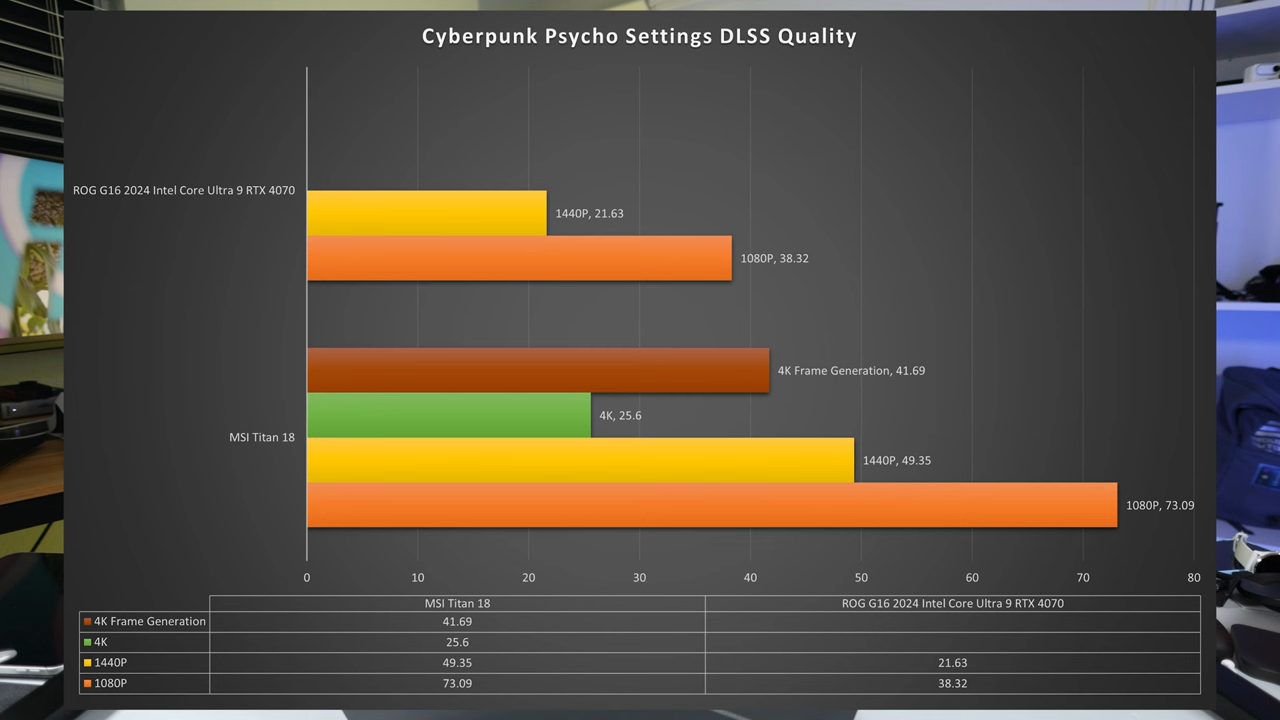 Cyberpunk Psycho Settings DLSS Quality
ROG G16 2024 Intel Core Ultra 9 RTX 4070
1440P, 21.63
1080P, 38.32
4K Frame Generation, 41.69
4K, 25.6
MSI Titan 18
1440P, 49.35
1080P, 73.09
0 10 20 30 40 50 60 70 80
MSI Titan 18 ROG G16 2024 Intel Core Ultra 9 RTX 4070
4K Frame Generation 41.69
4K 25.6
1440P 49.35 21.63
1080P 73.09 38.32